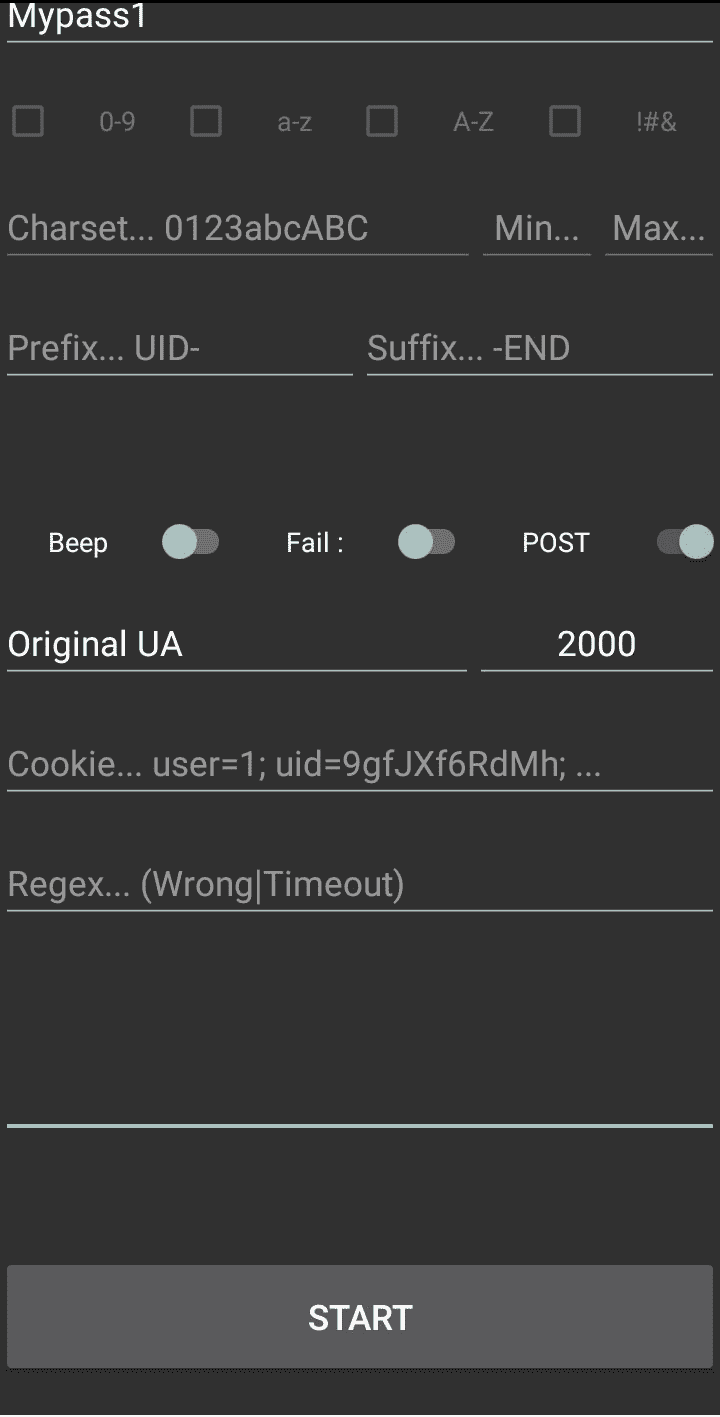 Mypass1
0-9 a-z A-Z !#&
Charset... 0123abcABC Min... Max...
Prefix... UID- Suffix... -END
Beep Fail : POST
Original UA 2000
Cookie... user=1; uid=9gfJXf6RdMh; ...
Regex... (Wrong|Timeout)
START